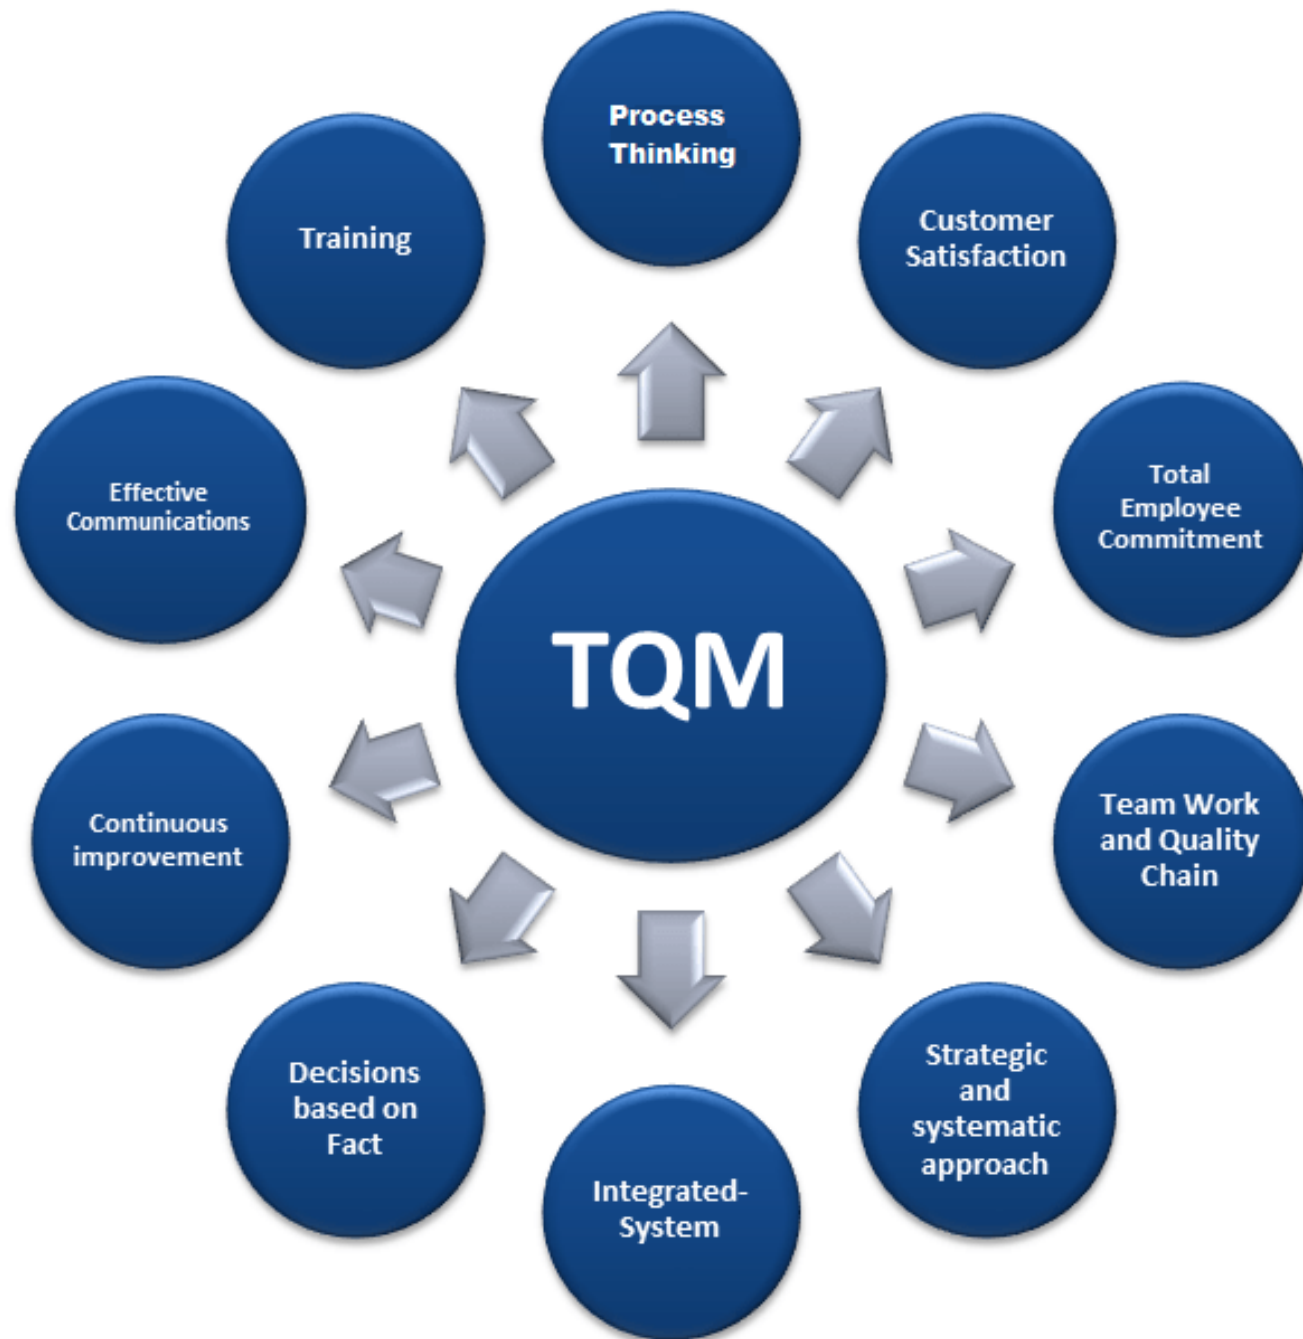 Process
Thinking
Customer
Satisfaction
Total
Employee
Commitment
Team Work
and Quality
Chain
Strategic
and
systematic
approach
Integrated-
System
Decisions
based on
Fact
Continuous
improvement
Effective
Communications
Training
TQM